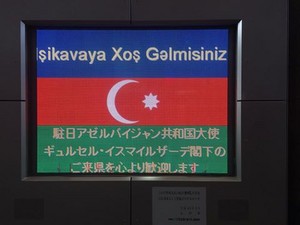 İşikavaya Xoş Gəlmisiniz
駐日アゼルバイジャン共和国大使
ギュルセル・イスマイルザーデ閣下の
ご来県を心より歓迎します